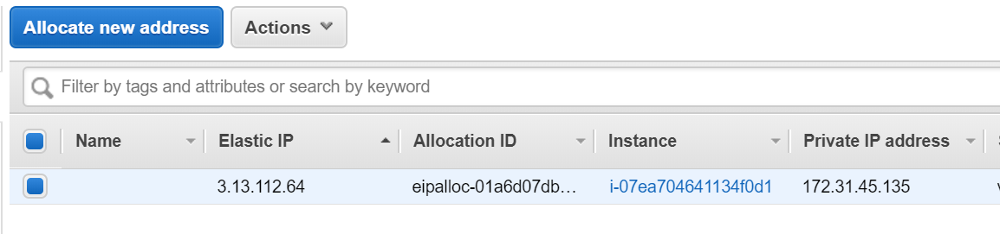 Allocate new address Actions
Filter by tags and attributes or search by keyword
Name Elastic IP Allocation ID Instance Private IP address
3.13.112.64 eipalloc-01a6d07db… i-07ea704641134f0d1 172.31.45.135